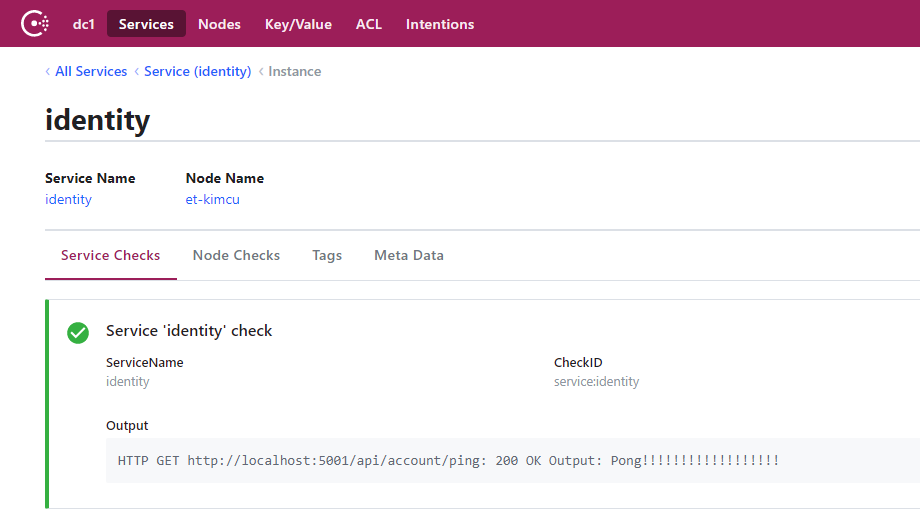 dc1 Services Nodes Key/Value ACL Intentions
‹ All Services ‹ Service (identity) ‹ Instance
identity
Service Name Node Name
identity et-kimcu
Service Checks Node Checks Tags Meta Data
Service 'identity' check
ServiceName CheckID
identity service:identity
Output
HTTP GET http://localhost:5001/api/account/ping: 200 OK Output: Pong!!!!!!!!!!!!!!!!!!